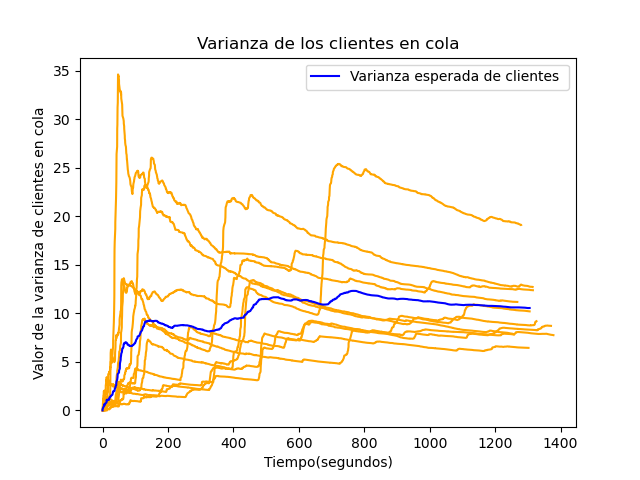 Varianza de los clientes en cola
Varianza esperada de clientes
Valor de la varianza de clientes en cola
35
30
25
20
15
10
5
0
0 200 400 600 800 1000 1200 1400
Tiempo(segundos)